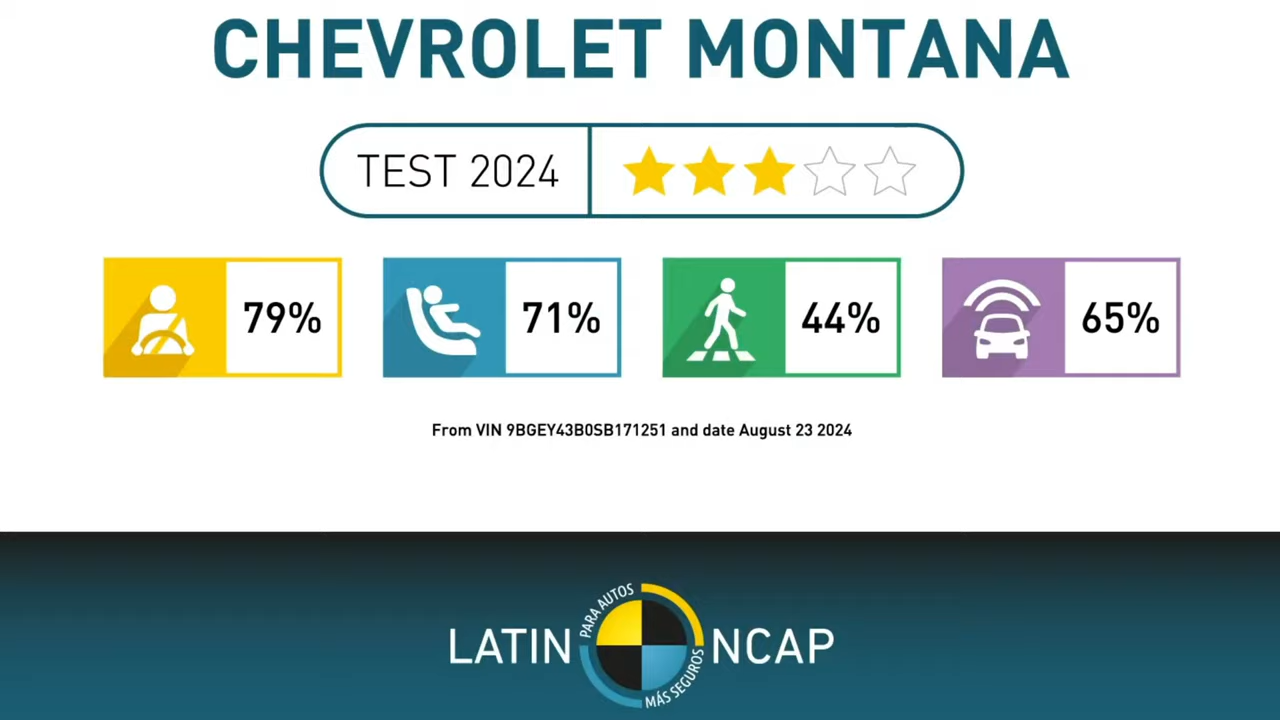 CHEVROLET MONTANA
TEST 2024
79%
71%
44%
65%
From VIN 9BGEY43B0SB171251 and date August 23 2024
LATIN
PARA AUTOS
MÁS SEGUROS
NCAP